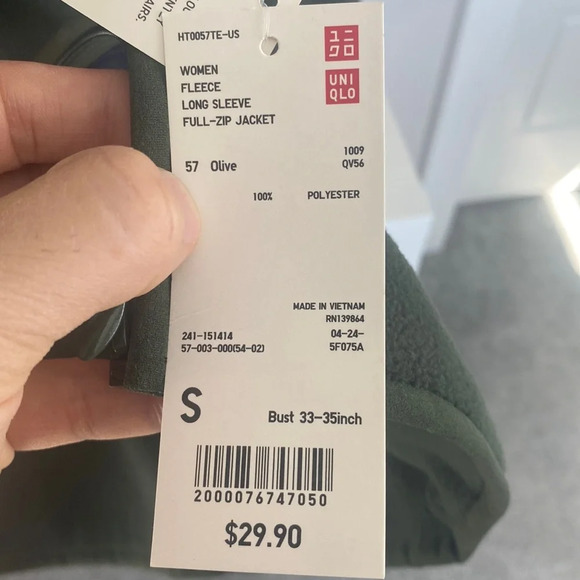 AIRS.
HT0057TE-US
ユニ
クロ
UNI
QLO
WOMEN
FLEECE
LONG SLEEVE
FULL-ZIP JACKET
1009
57 Olive QV56
100% POLYESTER
MADE IN VIETNAM
RN139864
241-151414 04-24-
57-003-000(54-02) 5F075A
S Bust 33-35inch
2000076747050
$29.90